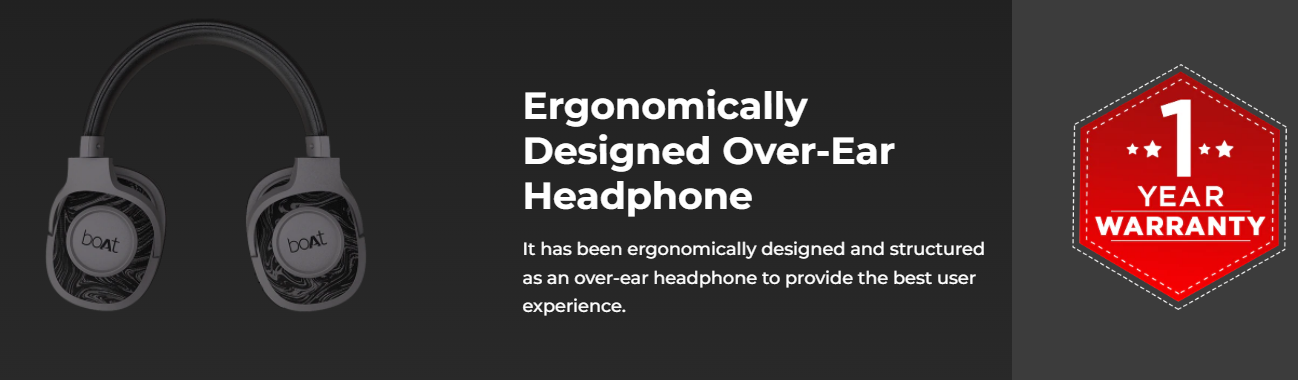 boAt
boAt
Ergonomically
Designed Over-Ear
Headphone
It has been ergonomically designed and structured
as an over-ear headphone to provide the best user
experience.
1
YEAR
WARRANTY